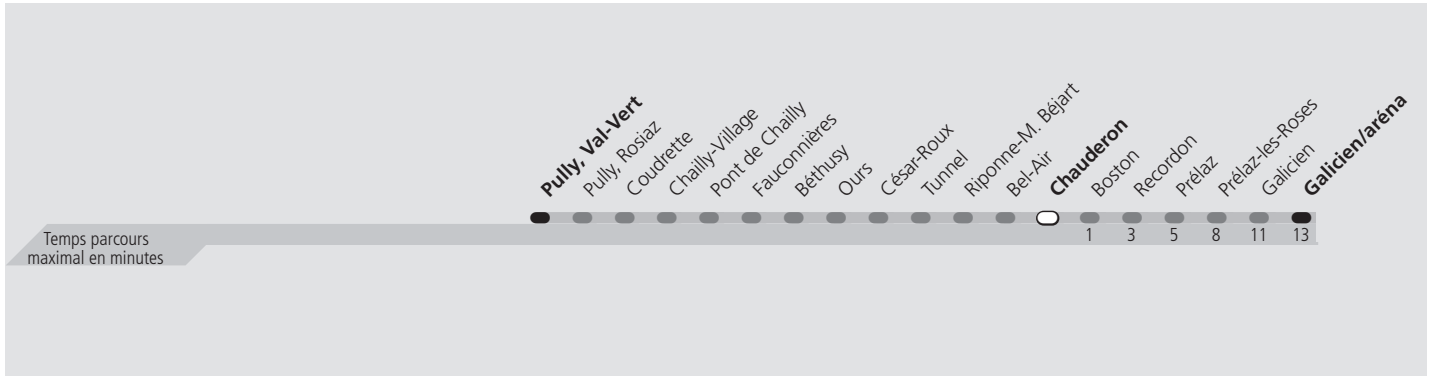 Pully, Val-Vert
Pully, Rosiaz
Coudrette
Chailly-Village
Pont de Chailly
Fauconnières
Béthusy
Ours
César-Roux
Tunnel
Riponne-M. Béjart
Bel-Air
Chauderon
Boston
Recordon
Prélaz
Prélaz-les-Roses
Galicien
Galicien/aréna
Temps parcours
maximal en minutes
1 3 5 8 11 13